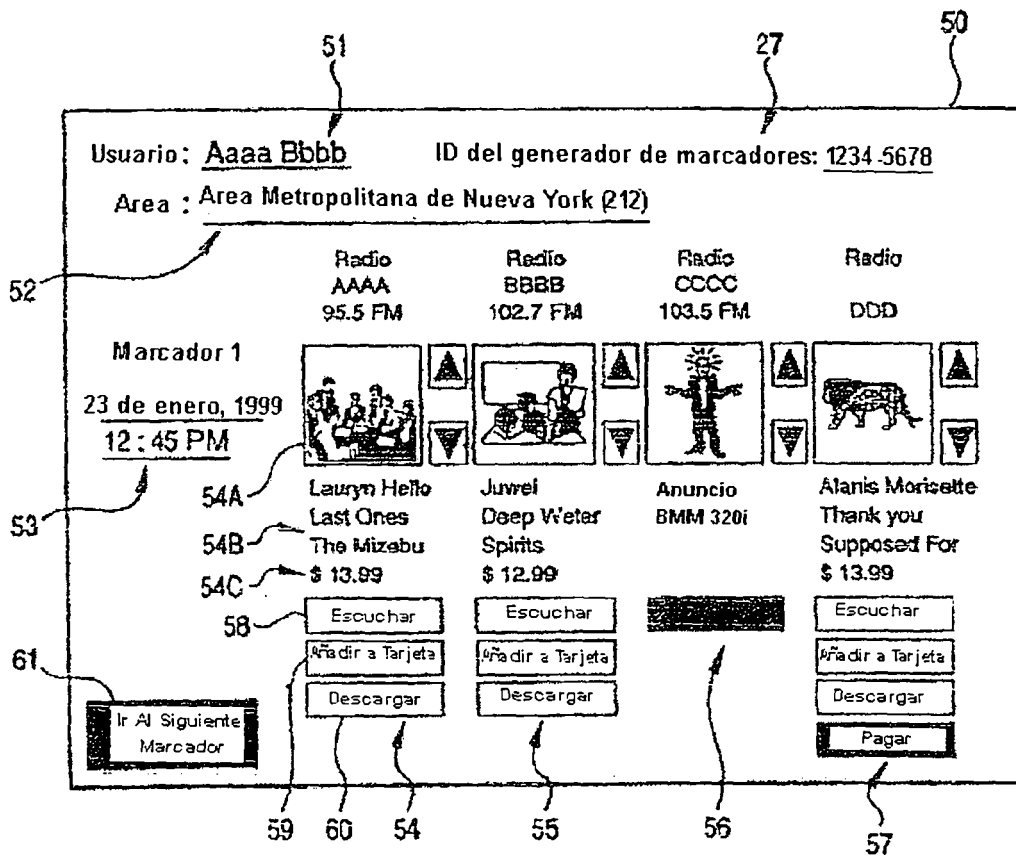 51
27
50
Usuario: Aaaa Bbbb
ID del generador de marcadores: 1234-5678
Area : Area Metropolitana de Nueva York (212)
52
Radio AAAA 95.5 FM
Radio BBBB 102.7 FM
Radio CCCC 103.5 FM
Radio DDD
Marcador 1
23 de enero, 1999
12:45 PM
53
54A
54B
54C
Lauryn Hello
Last Ones
The Mizebu
$ 13.99
Juwel
Deep Weter
Spirits
$ 12.99
Anuncio
BMM 320i
Alanis Morisette
Thank you
Supposed For
$ 13.99
58
Escuchar
Escuchar
Escuchar
61
Añadir a Tarjeta
Añadir a Tarjeta
Añadir a Tarjeta
Descargar
Descargar
Descargar
Ir Al Siguiente
Marcador
Pagar
59
60
54
55
56
57